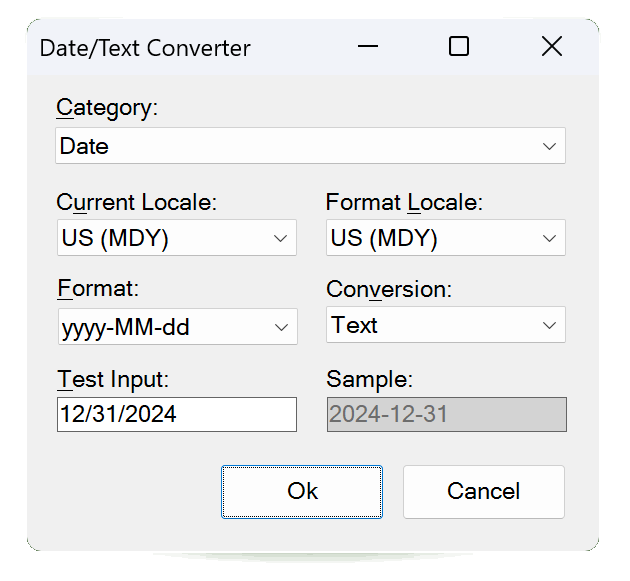 Date/Text Converter
Category:
Date
Current Locale: Format Locale:
US (MDY) US (MDY)
Format: Conversion:
yyyy-MM-dd Text
Test Input: Sample:
12/31/2024 2024-12-31
Ok Cancel